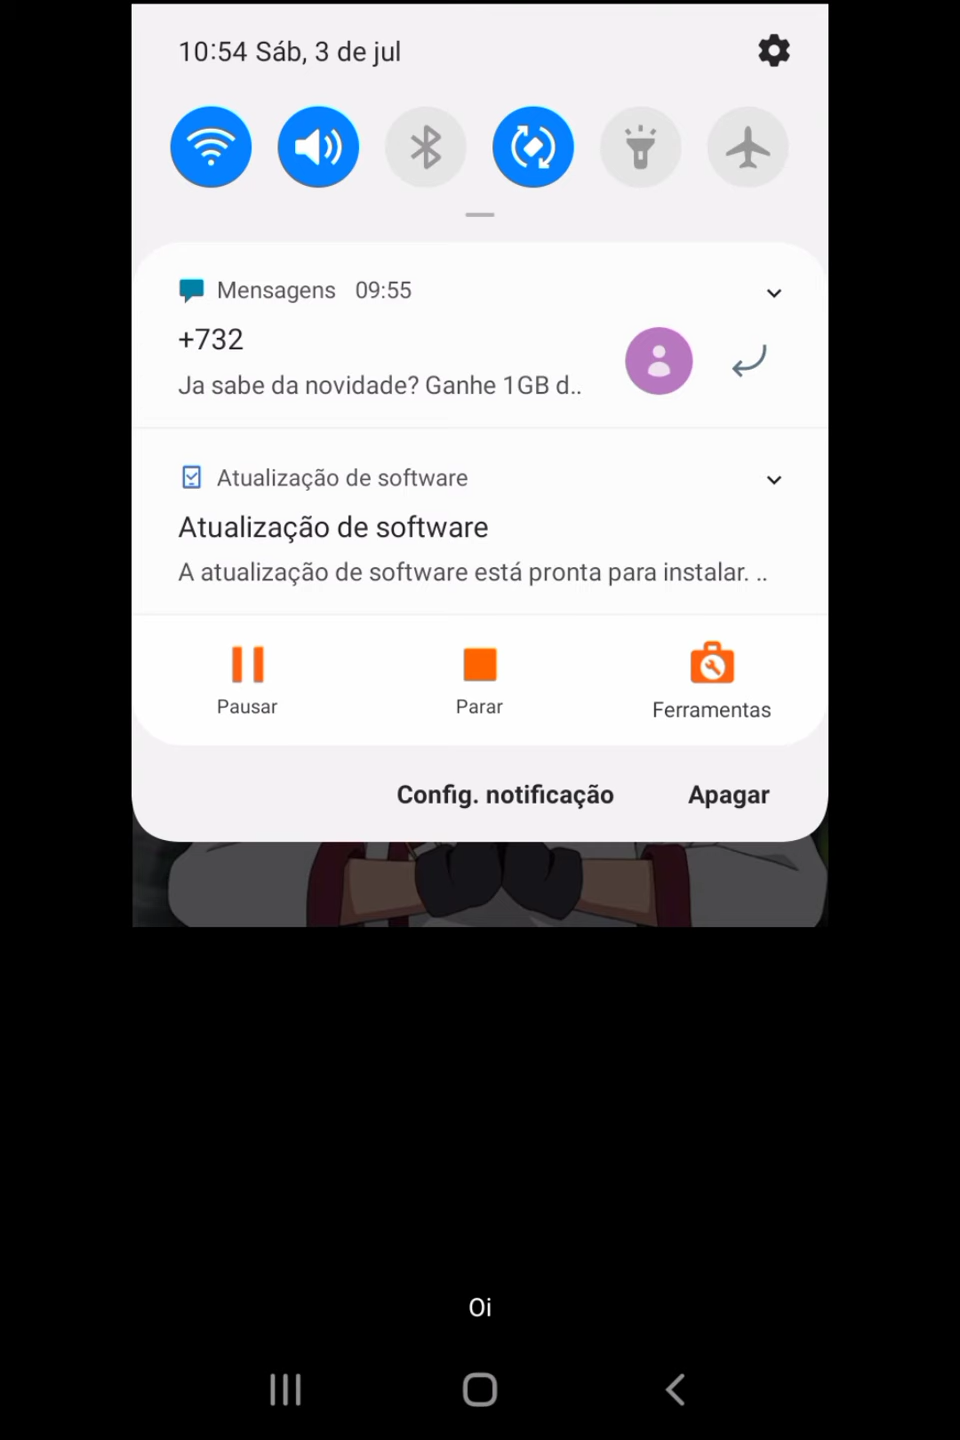 10:54 Sáb, 3 de jul
Mensagens 09:55
+732
Ja sabe da novidade? Ganhe 1GB d..
Atualização de software
Atualização de software
A atualização de software está pronta para instalar. ..
Pausar
Parar
Ferramentas
Config. notificação
Apagar
Oi